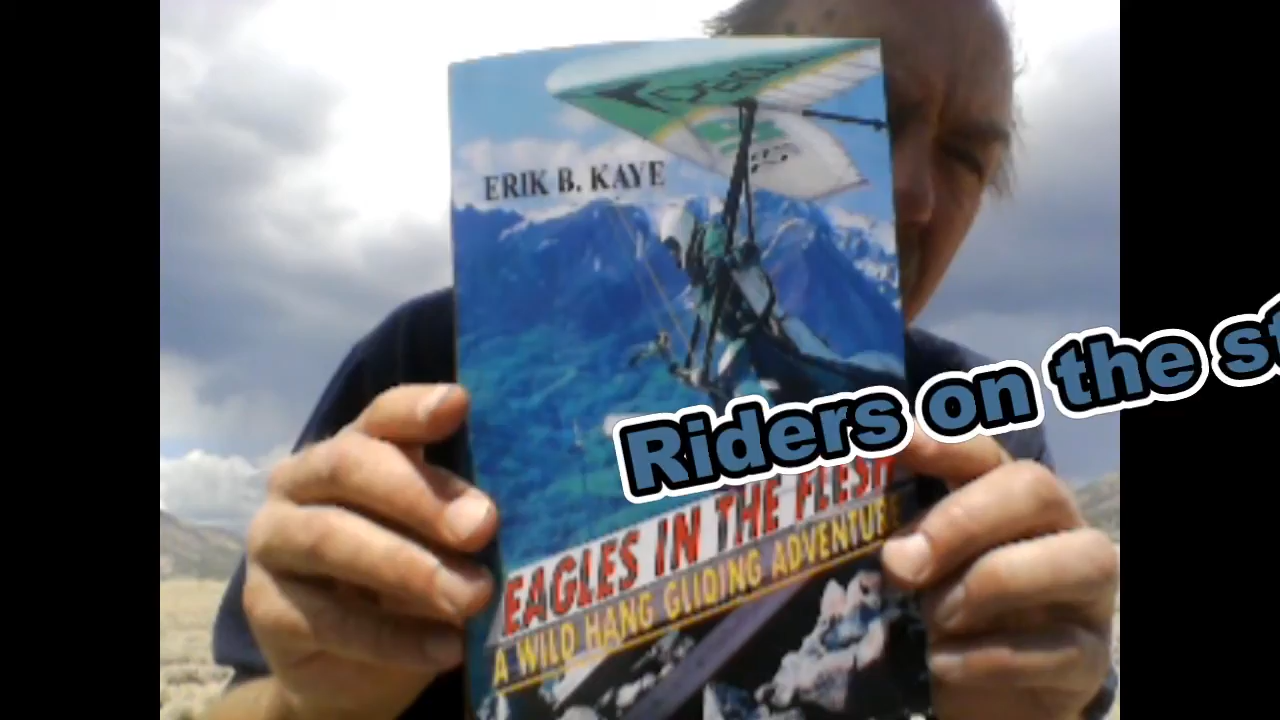 ERIK B. KAYE
Riders on the st
EAGLES IN THE FLESH
A WILD HANG GLIDING ADVENTURE